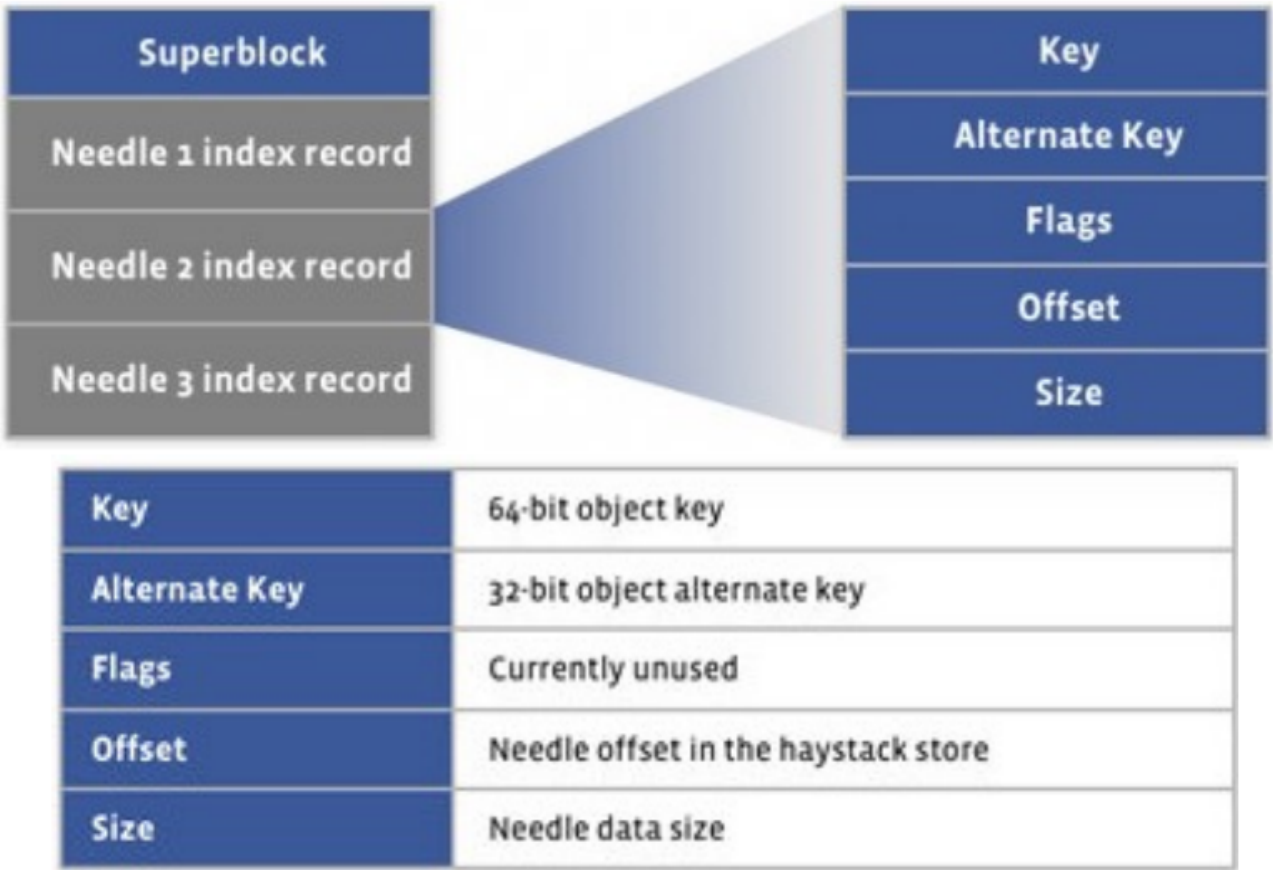 Superblock
Needle 1 index record
Needle 2 index record
Needle 3 index record
Key
Alternate Key
Flags
Offset
Size
Key 64-bit object key
Alternate Key 32-bit object alternate key
Flags Currently unused
Offset Needle offset in the haystack store
Size Needle data size